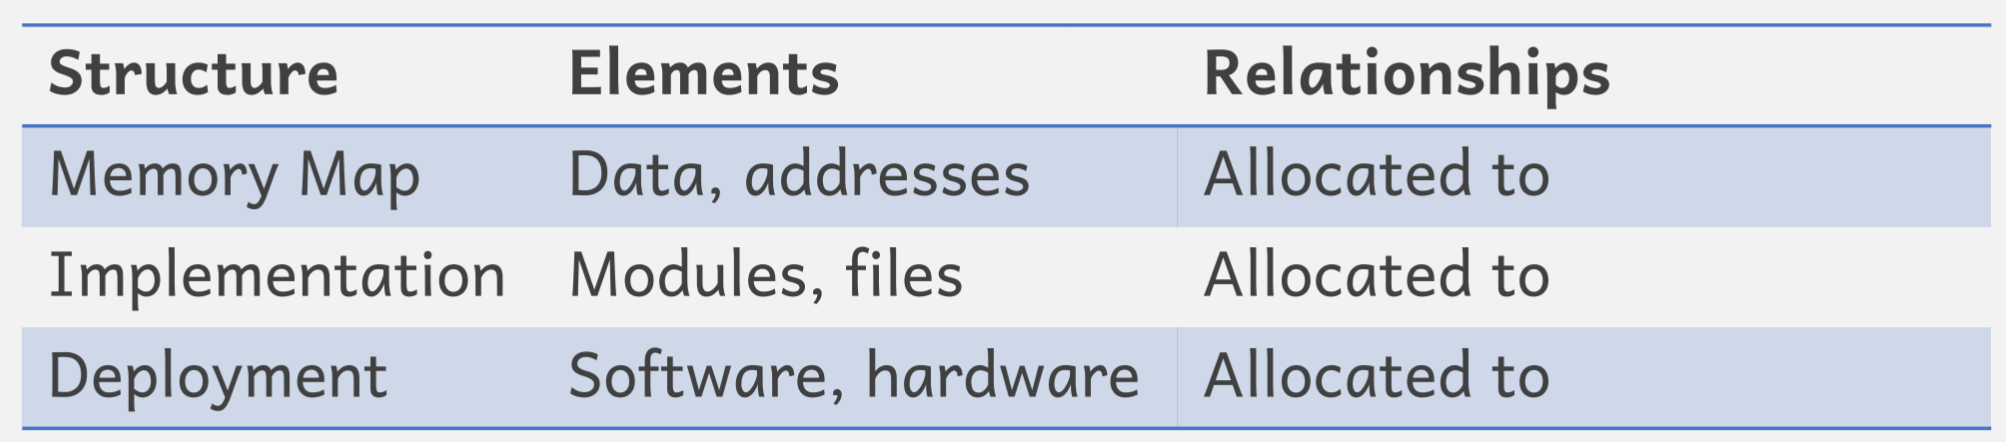 Structure Elements Relationships
Memory Map Data, addresses Allocated to
Implementation Modules, files Allocated to
Deployment Software, hardware Allocated to